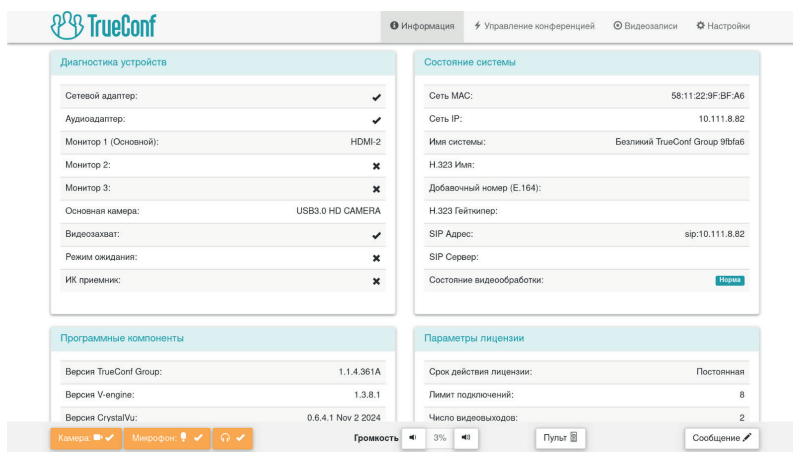 TrueConf
Информация
Управление конференцией
Видеозаписи
Настройки
Диагностика устройств
Сетевой адаптер:
Аудиоадаптер:
Монитор 1 (Основной): HDMI-2
Монитор 2:
Монитор 3:
Основная камера: USB3.0 HD CAMERA
Видеозахват:
Режим ожидания:
ИК приемник:
Состояние системы
Сеть MAC: 58:11:22:9F:BF:A6
Сеть IP: 10.111.8.82
Имя системы: Безликий TrueConf Group 9fbfa6
H.323 Имя:
Добавочный номер (E.164):
H.323 Гейткипер:
SIP Адрес: sip:10.111.8.82
SIP Сервер:
Состояние видеообработки: Норма
Программные компоненты
Версия TrueConf Group: 1.1.4.361A
Версия V-engine: 1.3.8.1
Версия CrystalVu: 0.6.4.1 Nov 2 2024
Параметры лицензии
Срок действия лицензии: Постоянная
Лимит подключений: 8
Число видеовыходов: 2
Камера:
Микрофон:
Громкость 3%
Пульт
Сообщение